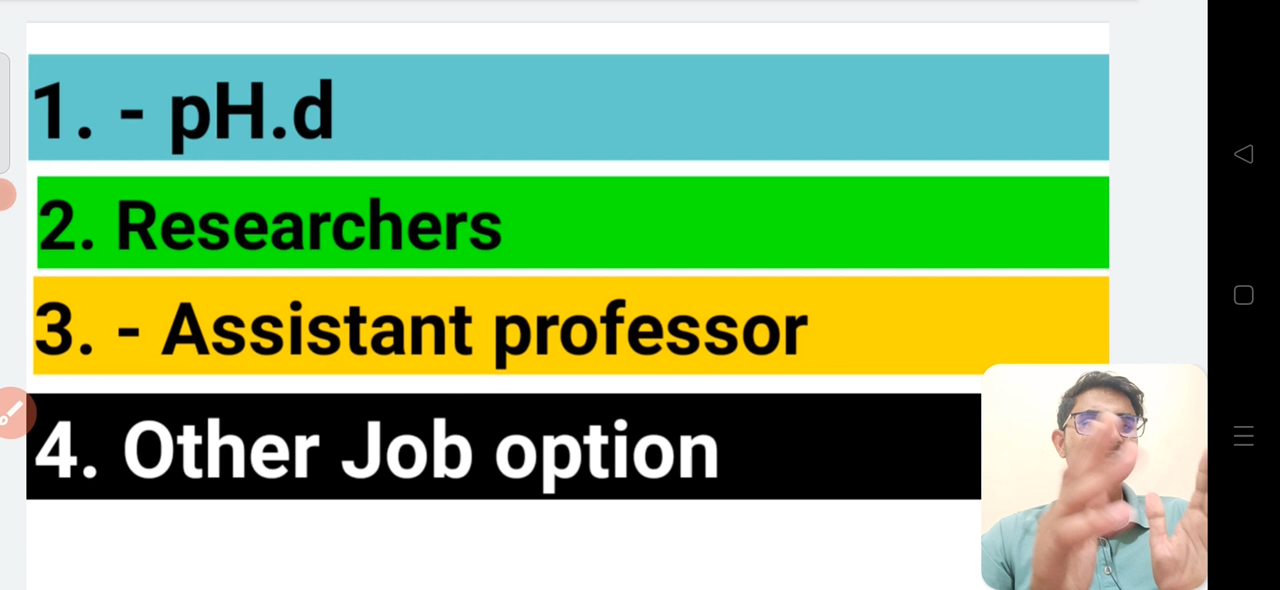 1. - pH.d
2. Researchers
3. - Assistant professor
4. Other Job option